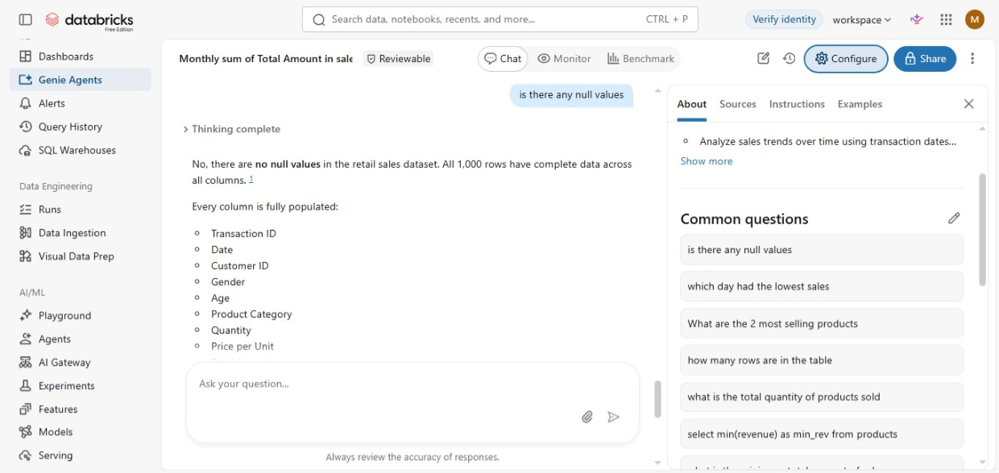 databricks
Free Edition
Search data, notebooks, recents, and more...
CTRL + P
Verify identity
workspace
M
Dashboards
Genie Agents
Alerts
Query History
SQL Warehouses
Data Engineering
Runs
Data Ingestion
Visual Data Prep
AI/ML
Playground
Agents
AI Gateway
Experiments
Features
Models
Serving
Monthly sum of Total Amount in sale
Reviewable
Chat
Monitor
Benchmark
Configure
Share
is there any null values
Thinking complete
No, there are no null values in the retail sales dataset. All 1,000 rows have complete data across
all columns. 1
Every column is fully populated:
Transaction ID
Date
Customer ID
Gender
Age
Product Category
Quantity
Price per Unit
Ask your question...
Always review the accuracy of responses.
About
Sources
Instructions
Examples
Analyze sales trends over time using transaction dates...
Show more
Common questions
is there any null values
which day had the lowest sales
What are the 2 most selling products
how many rows are in the table
what is the total quantity of products sold
select min(revenue) as min_rev from products